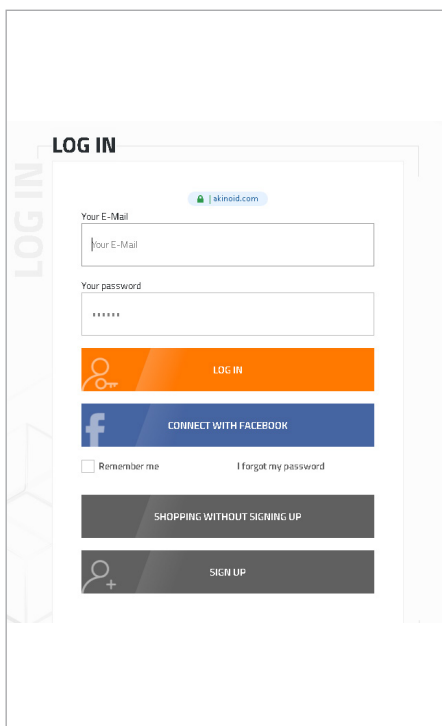 LOG IN
LOG IN
| akinoid.com
Your E-Mail
Your E-Mail
Your password
LOG IN
CONNECT WITH FACEBOOK
Remember me
I forgot my password
SHOPPING WITHOUT SIGNING UP
SIGN UP